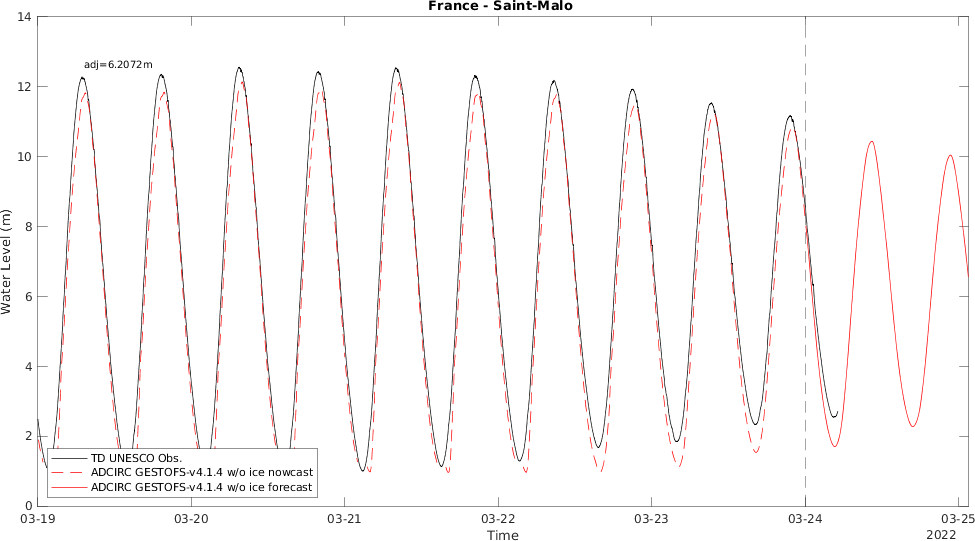 France - Saint-Malo
14
12
10
8
6
4
2
0
Water Level (m)
adj=6.2072m
TD UNESCO Obs.
ADCIRC GESTOFS-v4.1.4 w/o ice nowcast
ADCIRC GESTOFS-v4.1.4 w/o ice forecast
03-19 03-20 03-21 03-22 03-23 03-24 03-25
Time
2022